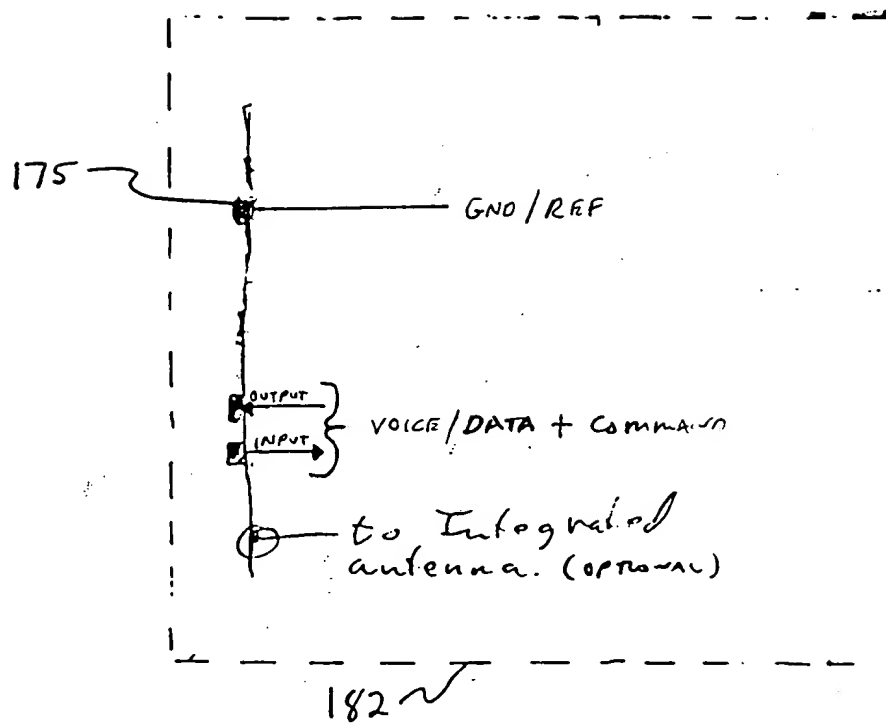 175
GND/REF
OUTPUT
VOICE/DATA + COMMAND
INPUT
to Integrated
antenna. (OPTIONAL)
182